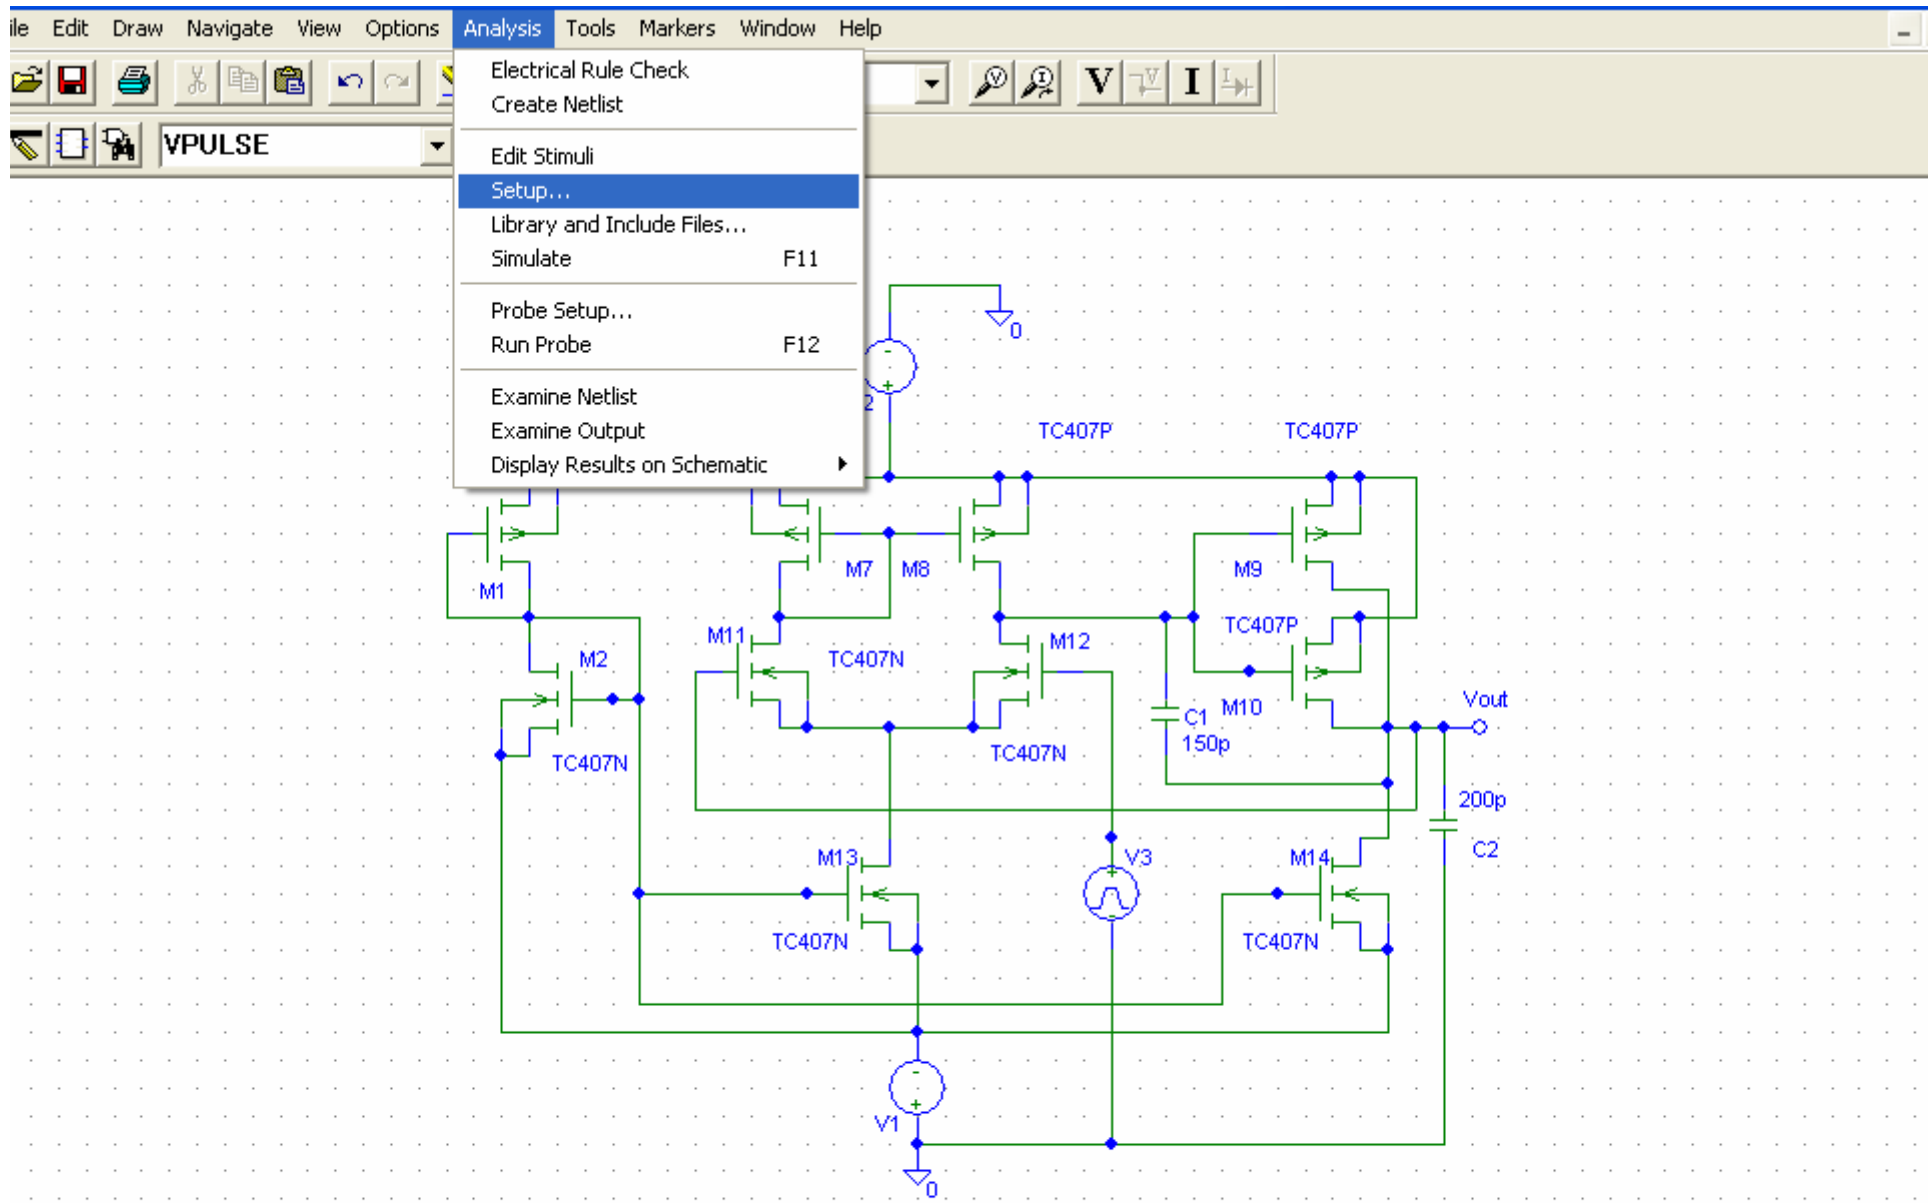 ile Edit Draw Navigate View Options Analysis Tools Markers Window Help
Electrical Rule Check
Create Netlist
V I V V I I
VPULSE
Edit Stimuli
Setup...
Library and Include Files...
Simulate F11
Probe Setup...
Run Probe F12
Examine Netlist
Examine Output
Display Results on Schematic
0
-
+
2
TC407P TC407P
M7 M8 M9
M1
M11 TC407P
M2 TC407N M12
Vout
C1 M10
150p
TC407N TC407N
200p
M13 V3 M14 C2
+
-
TC407N TC407N
-
+
V1
0